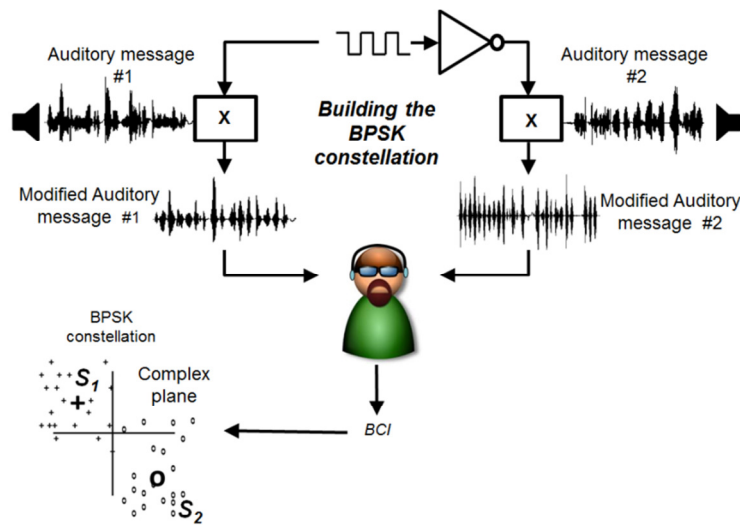 Auditory message
#1
Auditory message
#2
X
Building the
BPSK
constellation
X
Modified Auditory
message #1
Modified Auditory
message #2
BPSK
constellation
S1
Complex
plane
BCI
S2